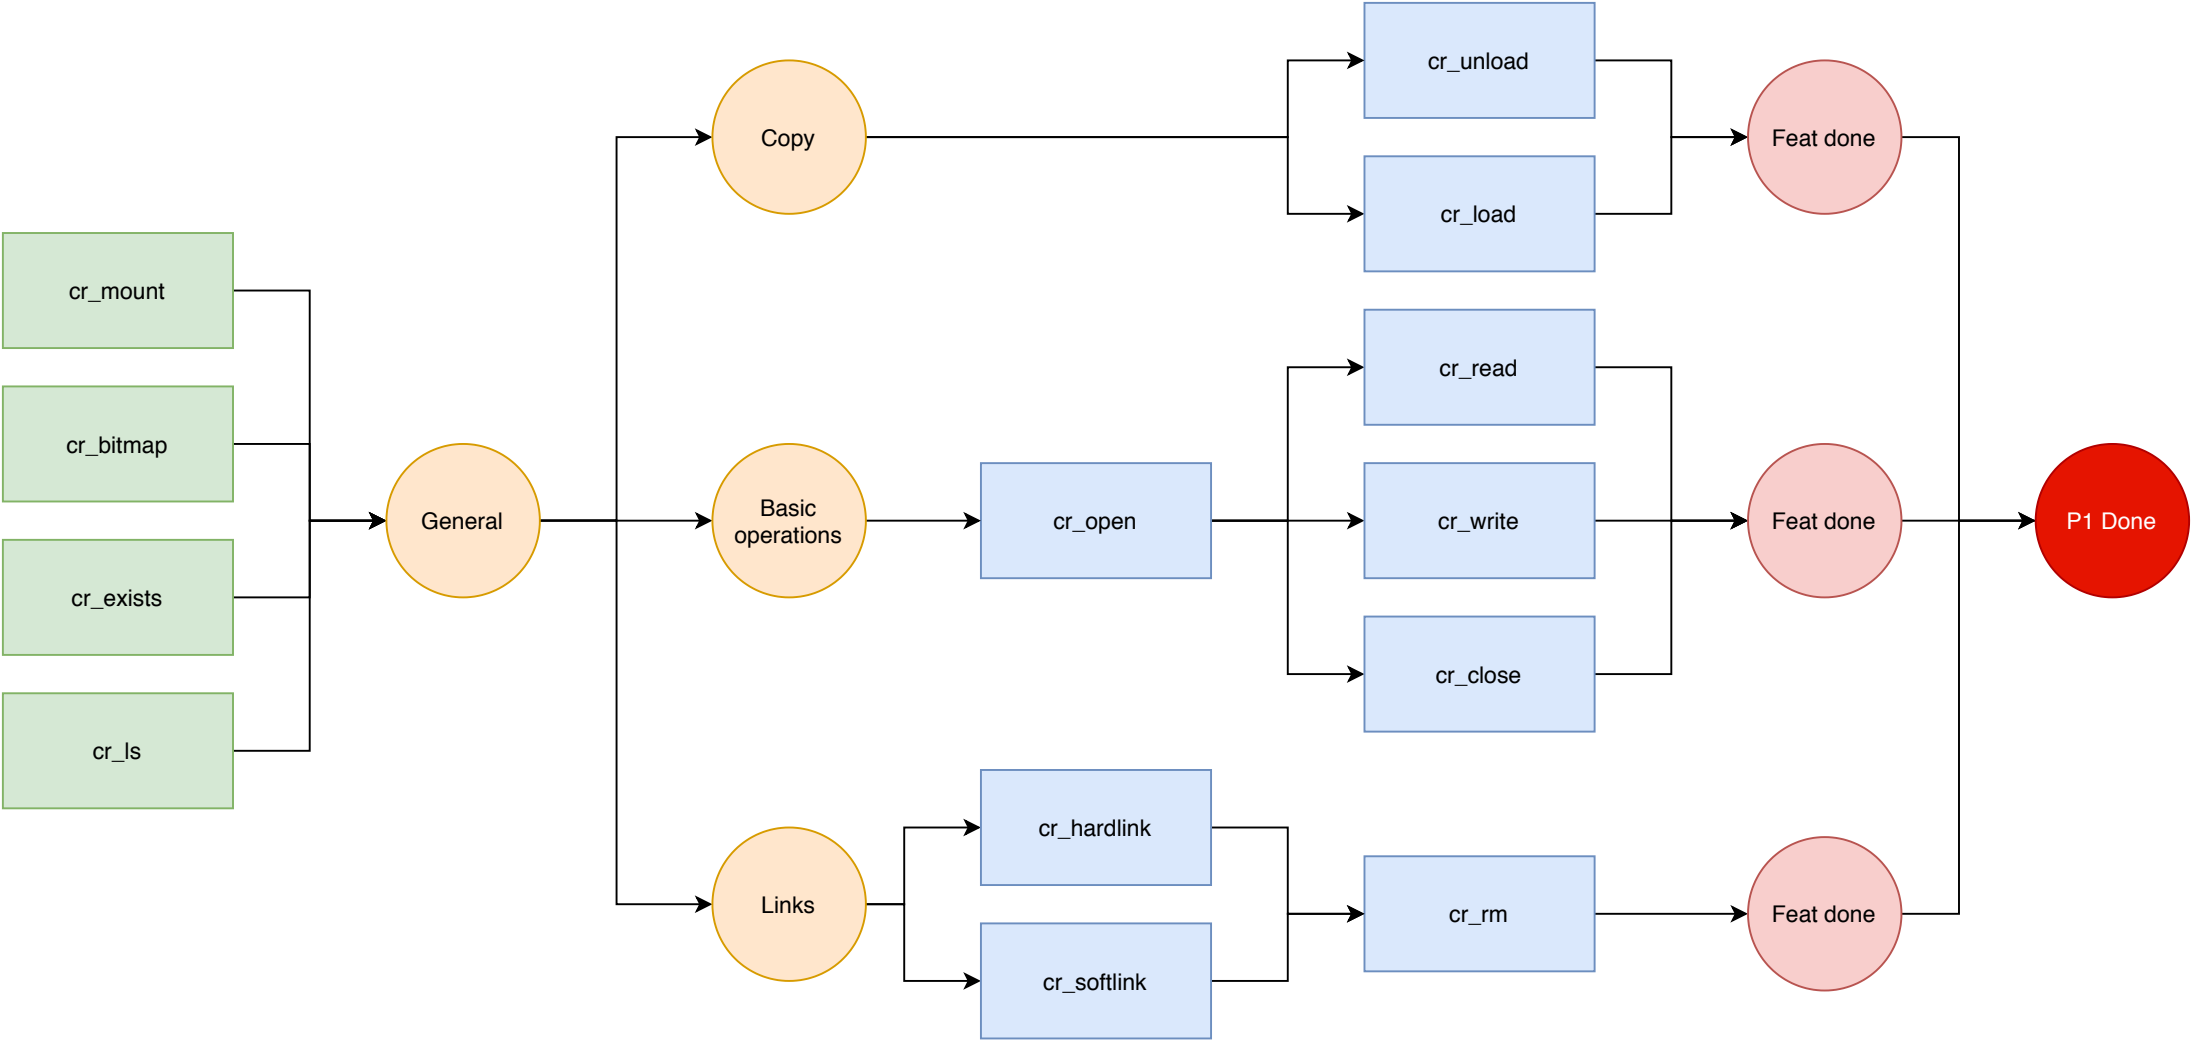 cr_mount
cr_bitmap
cr_exists
cr_ls
General
Copy
Basic
operations
Links
cr_open
cr_hardlink
cr_softlink
cr_unload
cr_load
cr_read
cr_write
cr_close
cr_rm
Feat done
Feat done
Feat done
P1 Done